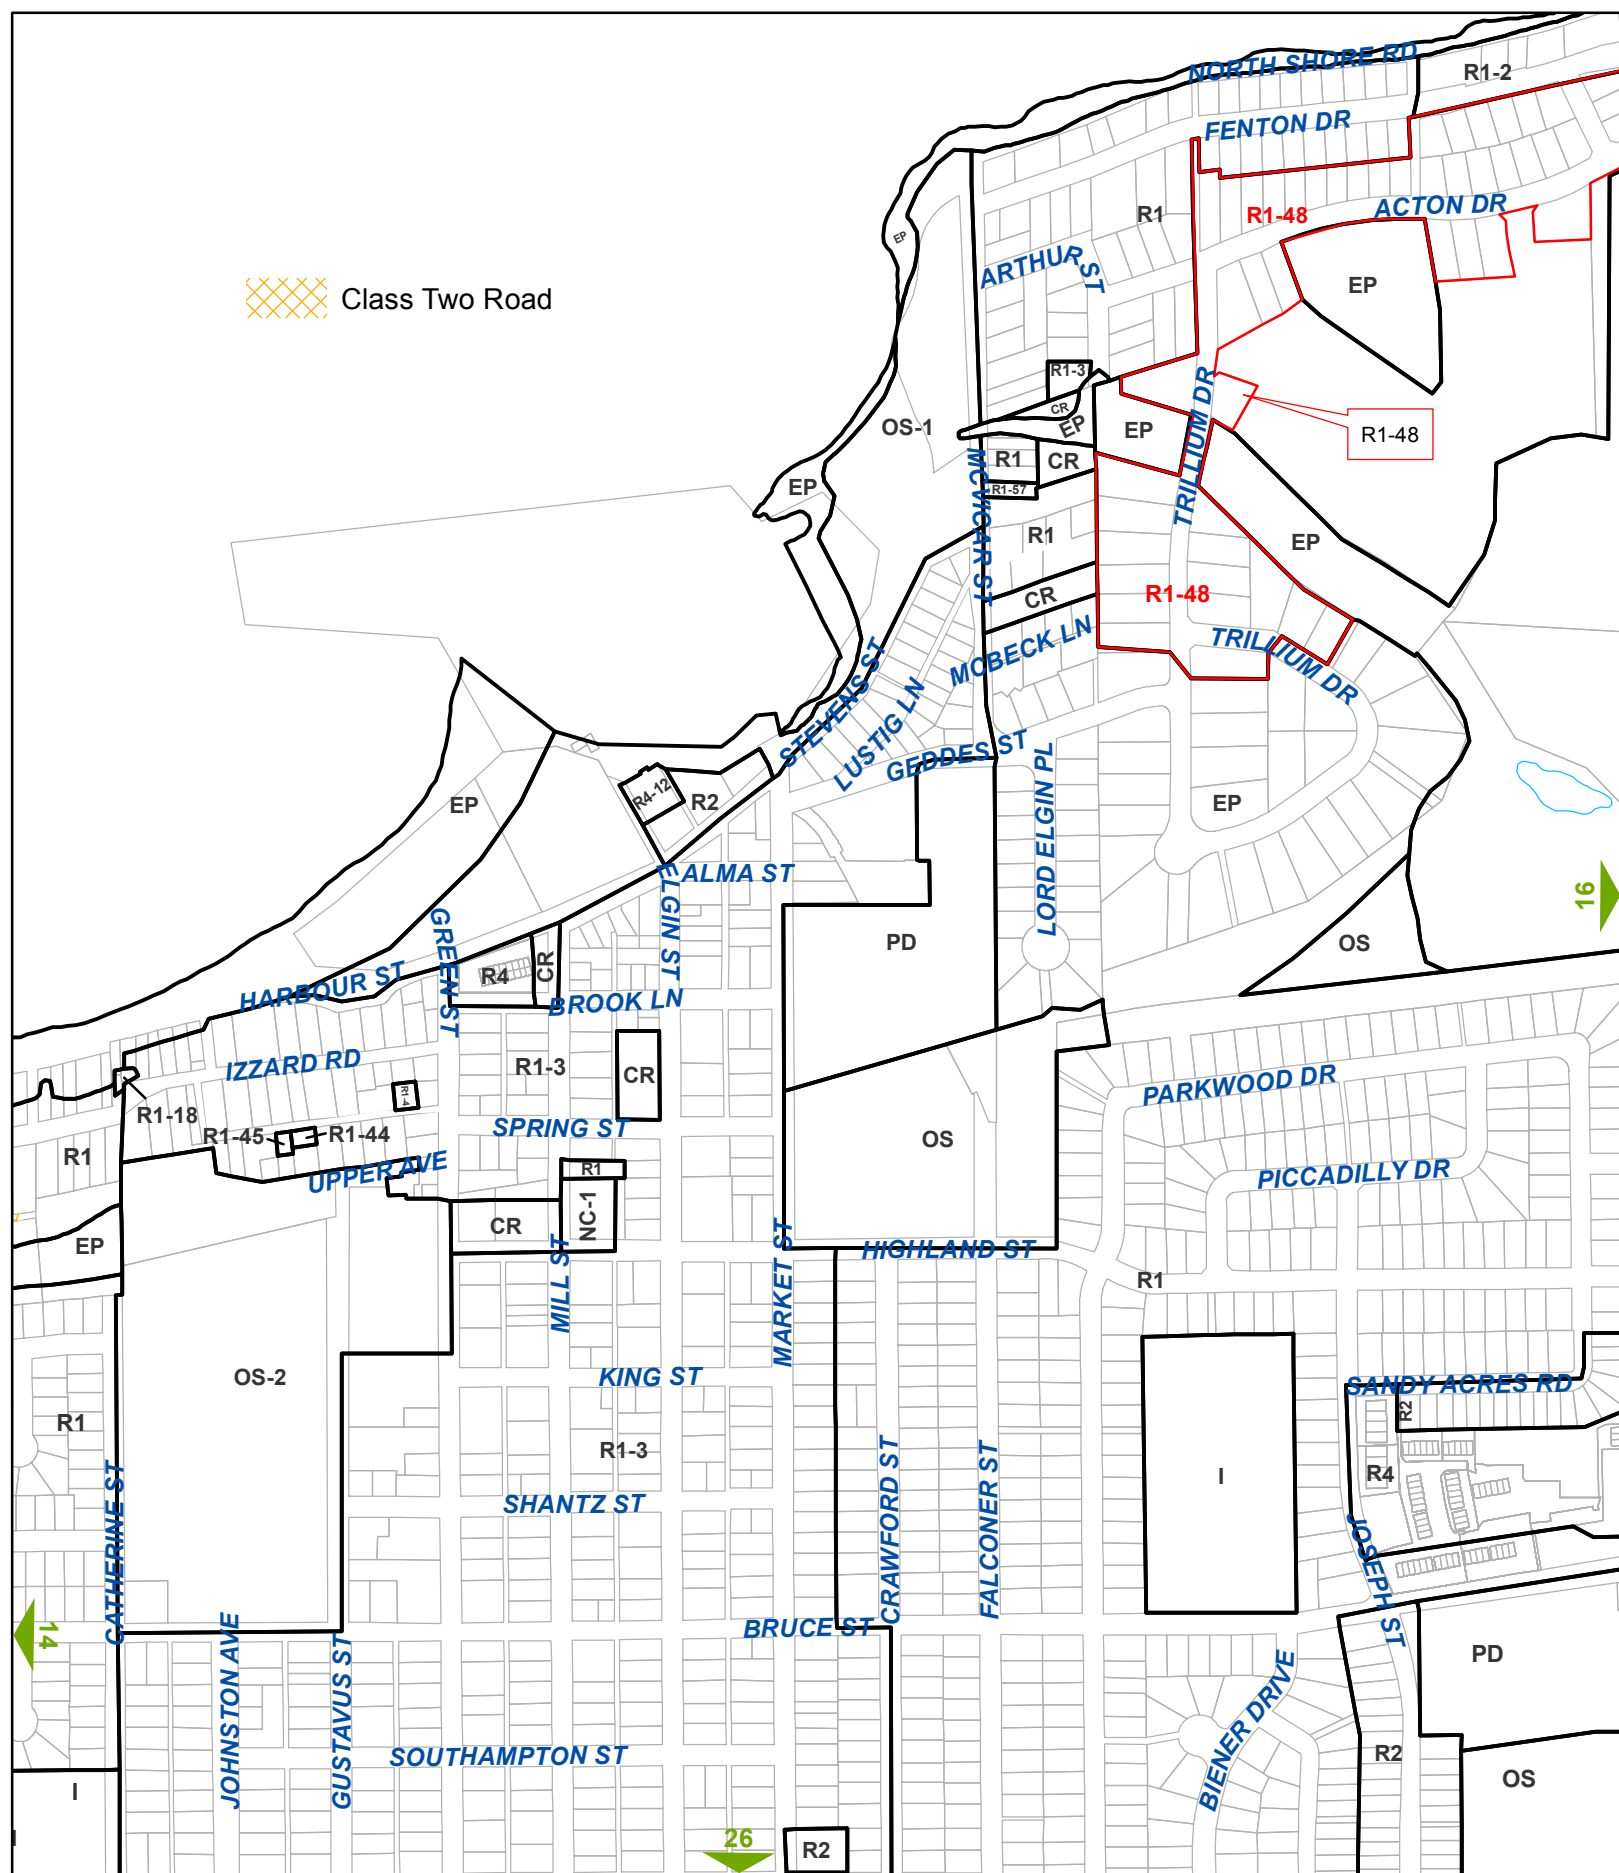 NORTH SHORE RD
R1-2
FENTON DR
R1-48
ACTON DR
R1
EP
ARTHUR ST
EP
Class Two Road
R1-3
CR
EP
EP
TRILLIUM DR
R1-48
OS-1
R1
CR
R1-57
MCVICAR ST
EP
R1
EP
CR
R1-48
MCBECK LN
TRILLIUM DR
STEVENS ST
LUSTIG LN
GEDDES ST
LORD ELGIN PL
EP
R4-12
R2
EP
ALMA ST
ELGIN ST
16
GREEN ST
PD
OS
R4
CR
HARBOUR ST
BROOK LN
IZZARD RD
R1-3
CR
R1-4
PARKWOOD DR
R1-18
R1-45
R1-44
SPRING ST
OS
R1
UPPER AVE
R1
PICCADILLY DR
CR
NC-1
EP
MILL ST
MARKET ST
HIGHLAND ST
R1
OS-2
KING ST
SANDY ACRES RD
R2
R1
R1-3
I
R4
CATHERINE ST
SHANTZ ST
CRAWFORD ST
FALCONER ST
JOSEPH ST
14
BRUCE ST
PD
JOHNSTON AVE
GUSTAVUS ST
BIENER DRIVE
SOUTHAMPTON ST
R2
OS
I
I
26
R2